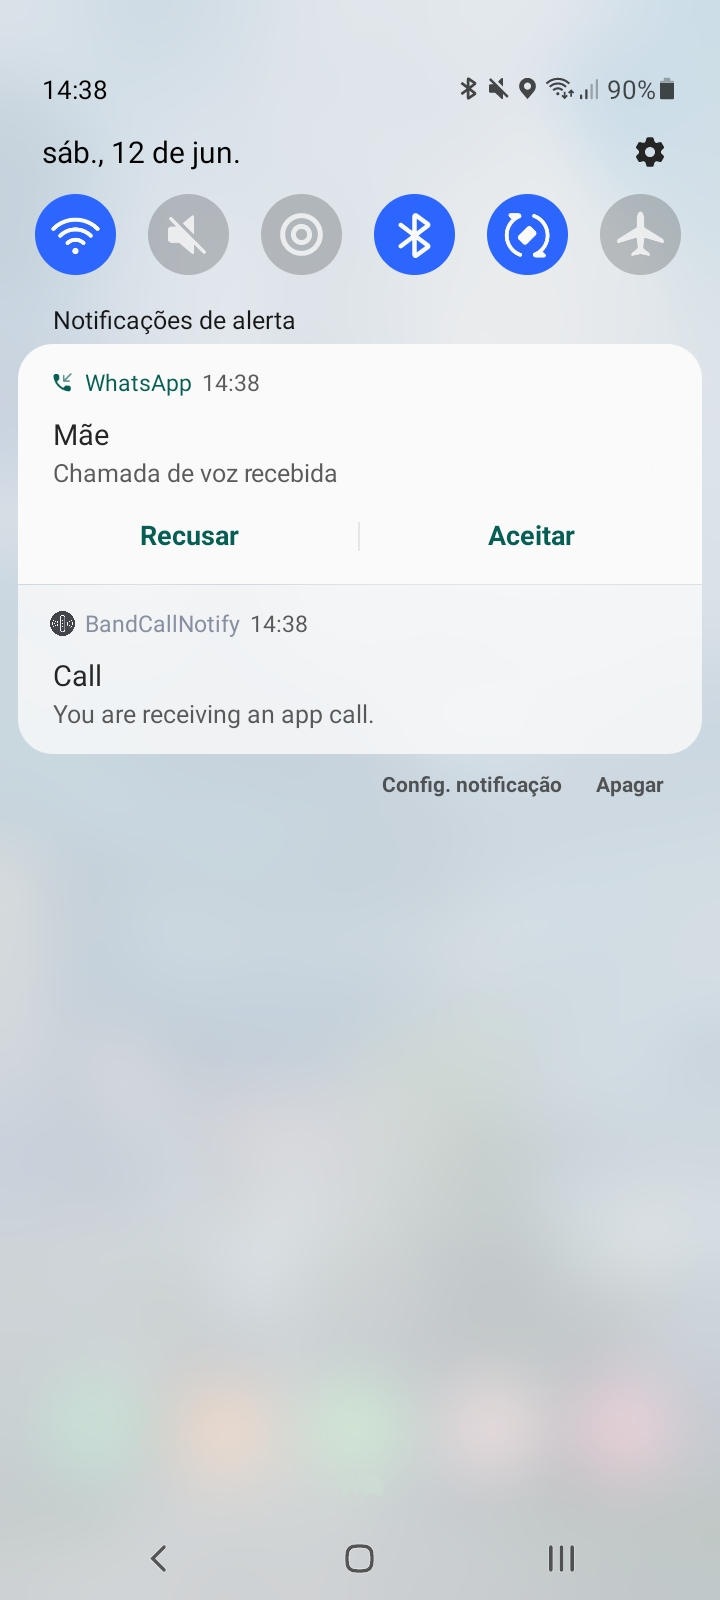 14:38
90%
sáb., 12 de jun.
Notificações de alerta
WhatsApp 14:38
Mãe
Chamada de voz recebida
Recusar
Aceitar
BandCallNotify 14:38
Call
You are receiving an app call.
Config. notificação
Apagar